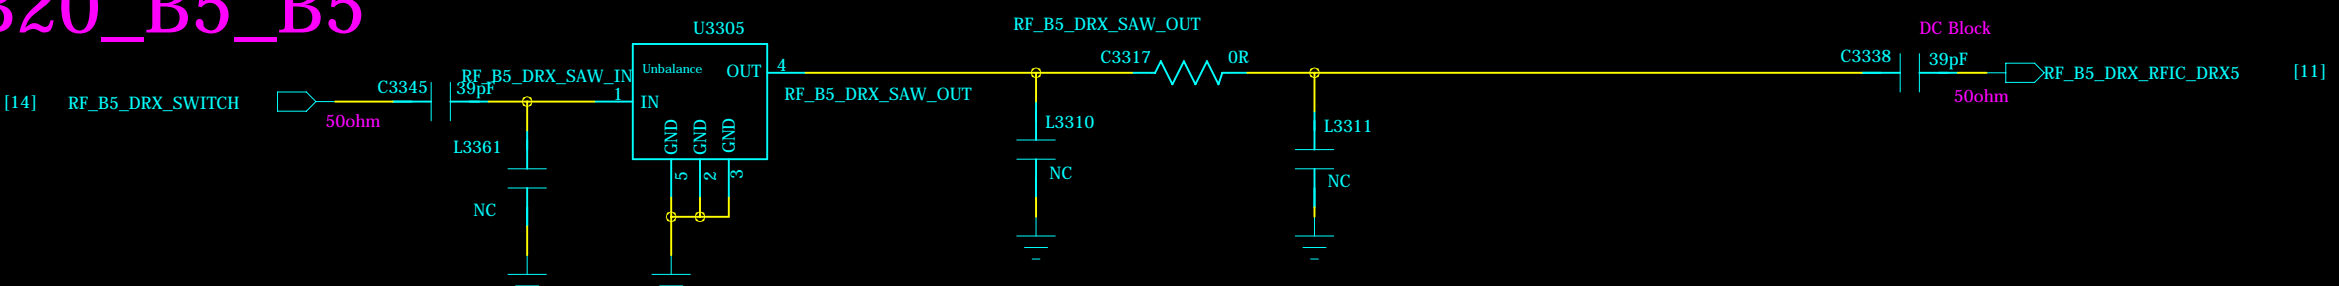 B20_B5_B5
U3305
RF_B5_DRX_SAW_OUT
DC Block
C3317
0R
C3338
39pF
Unbalance
OUT
4
RF_B5_DRX_SAW_IN
RF_B5_DRX_RFIC_DRX5
[11]
C3345
39pF
1
IN
RF_B5_DRX_SAW_OUT
50ohm
[14]
RF_B5_DRX_SWITCH
50ohm
GND
GND
GND
L3310
L3311
L3361
5
2
3
NC
NC
NC